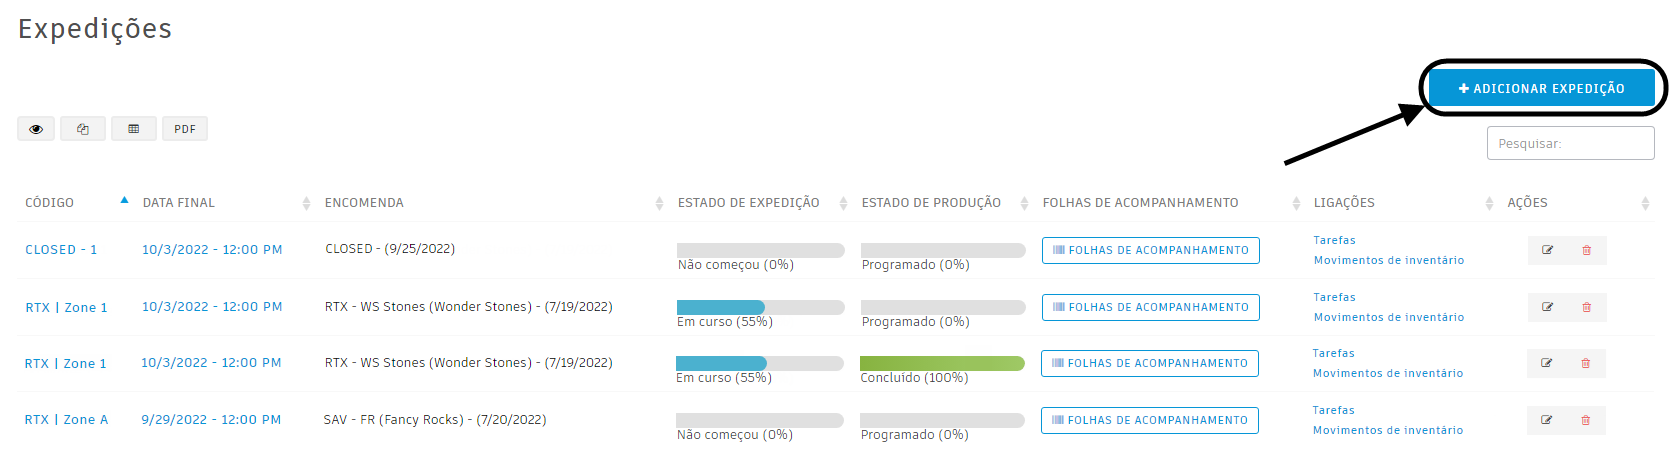 Expedições
ADICIONAR EXPEDIÇÃO
PDF
Pesquisar:
CÓDIGO DATA FINAL ENCOMENDA ESTADO DE EXPEDIÇÃO ESTADO DE PRODUÇÃO FOLHAS DE ACOMPANHAMENTO LIGAÇÕES AÇÕES
CLOSED - 1 10/3/2022 - 12:00 PM CLOSED - (9/25/2022) Não começou (0%) Programado (0%) FOLHAS DE ACOMPANHAMENTO Tarefas
Movimentos de inventário
RTX | Zone 1 10/3/2022 - 12:00 PM RTX - WS Stones (Wonder Stones) - (7/19/2022) Em curso (55%) Programado (0%) FOLHAS DE ACOMPANHAMENTO Tarefas
Movimentos de inventário
RTX | Zone 1 10/3/2022 - 12:00 PM RTX - WS Stones (Wonder Stones) - (7/19/2022) Em curso (55%) Concluído (100%) FOLHAS DE ACOMPANHAMENTO Tarefas
Movimentos de inventário
RTX | Zone A 9/29/2022 - 12:00 PM SAV - FR (Fancy Rocks) - (7/20/2022) Não começou (0%) Programado (0%) FOLHAS DE ACOMPANHAMENTO Tarefas
Movimentos de inventário